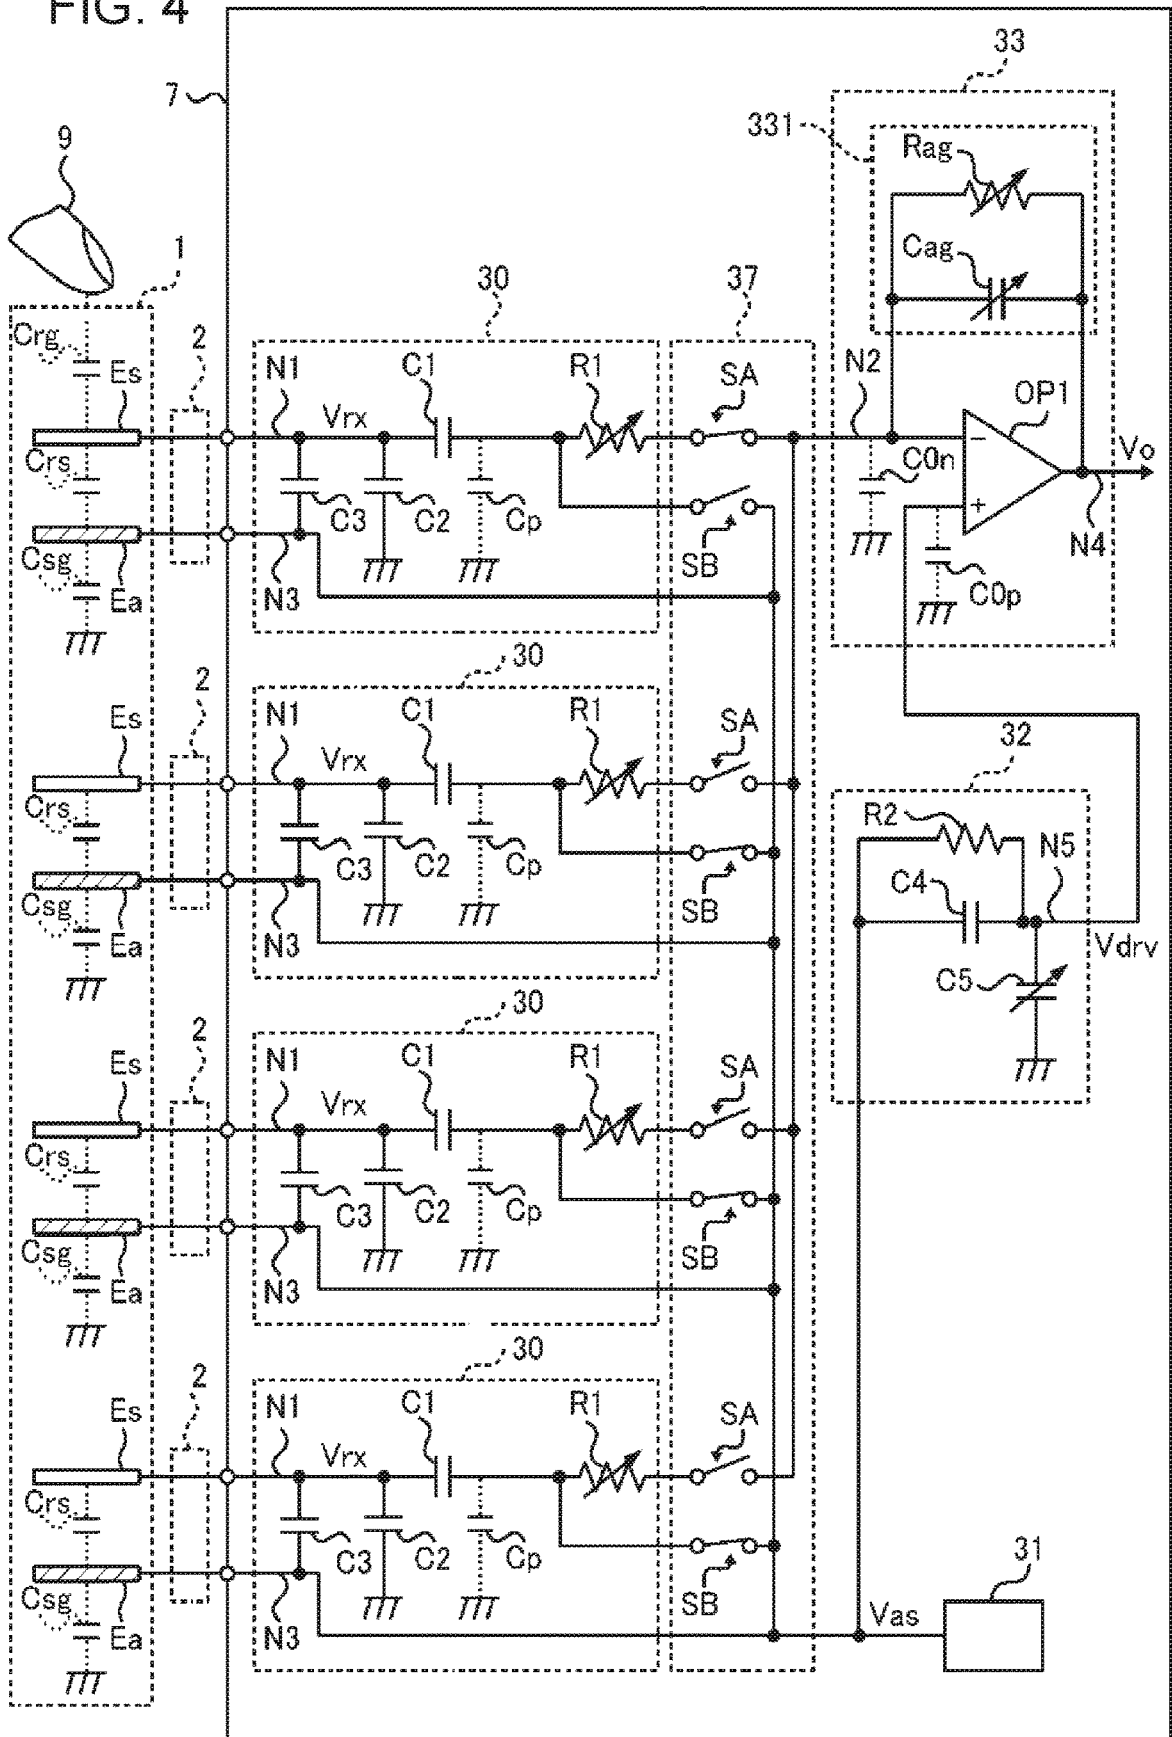 FIG. 4
7
33
331
Rag
9
1
Cag
30
37
Crg
2
Es
N1
C1
R1
SA
N2
OP1
Vrx
C0n
Vo
Crs
C3
C2
Cp
N4
Csg
SB
C0p
Ea
N3
30
2
Es
N1
C1
R1
SA
32
Vrx
R2
Crs
N5
C3
C2
Cp
C4
Csg
SB
Ea
N3
Vdrv
C5
30
2
Es
N1
C1
R1
SA
Vrx
Crs
C3
C2
Cp
Csg
SB
Ea
N3
30
2
Es
N1
C1
R1
SA
Vrx
Crs
C3
C2
Cp
31
Csg
SB
Vas
Ea
N3